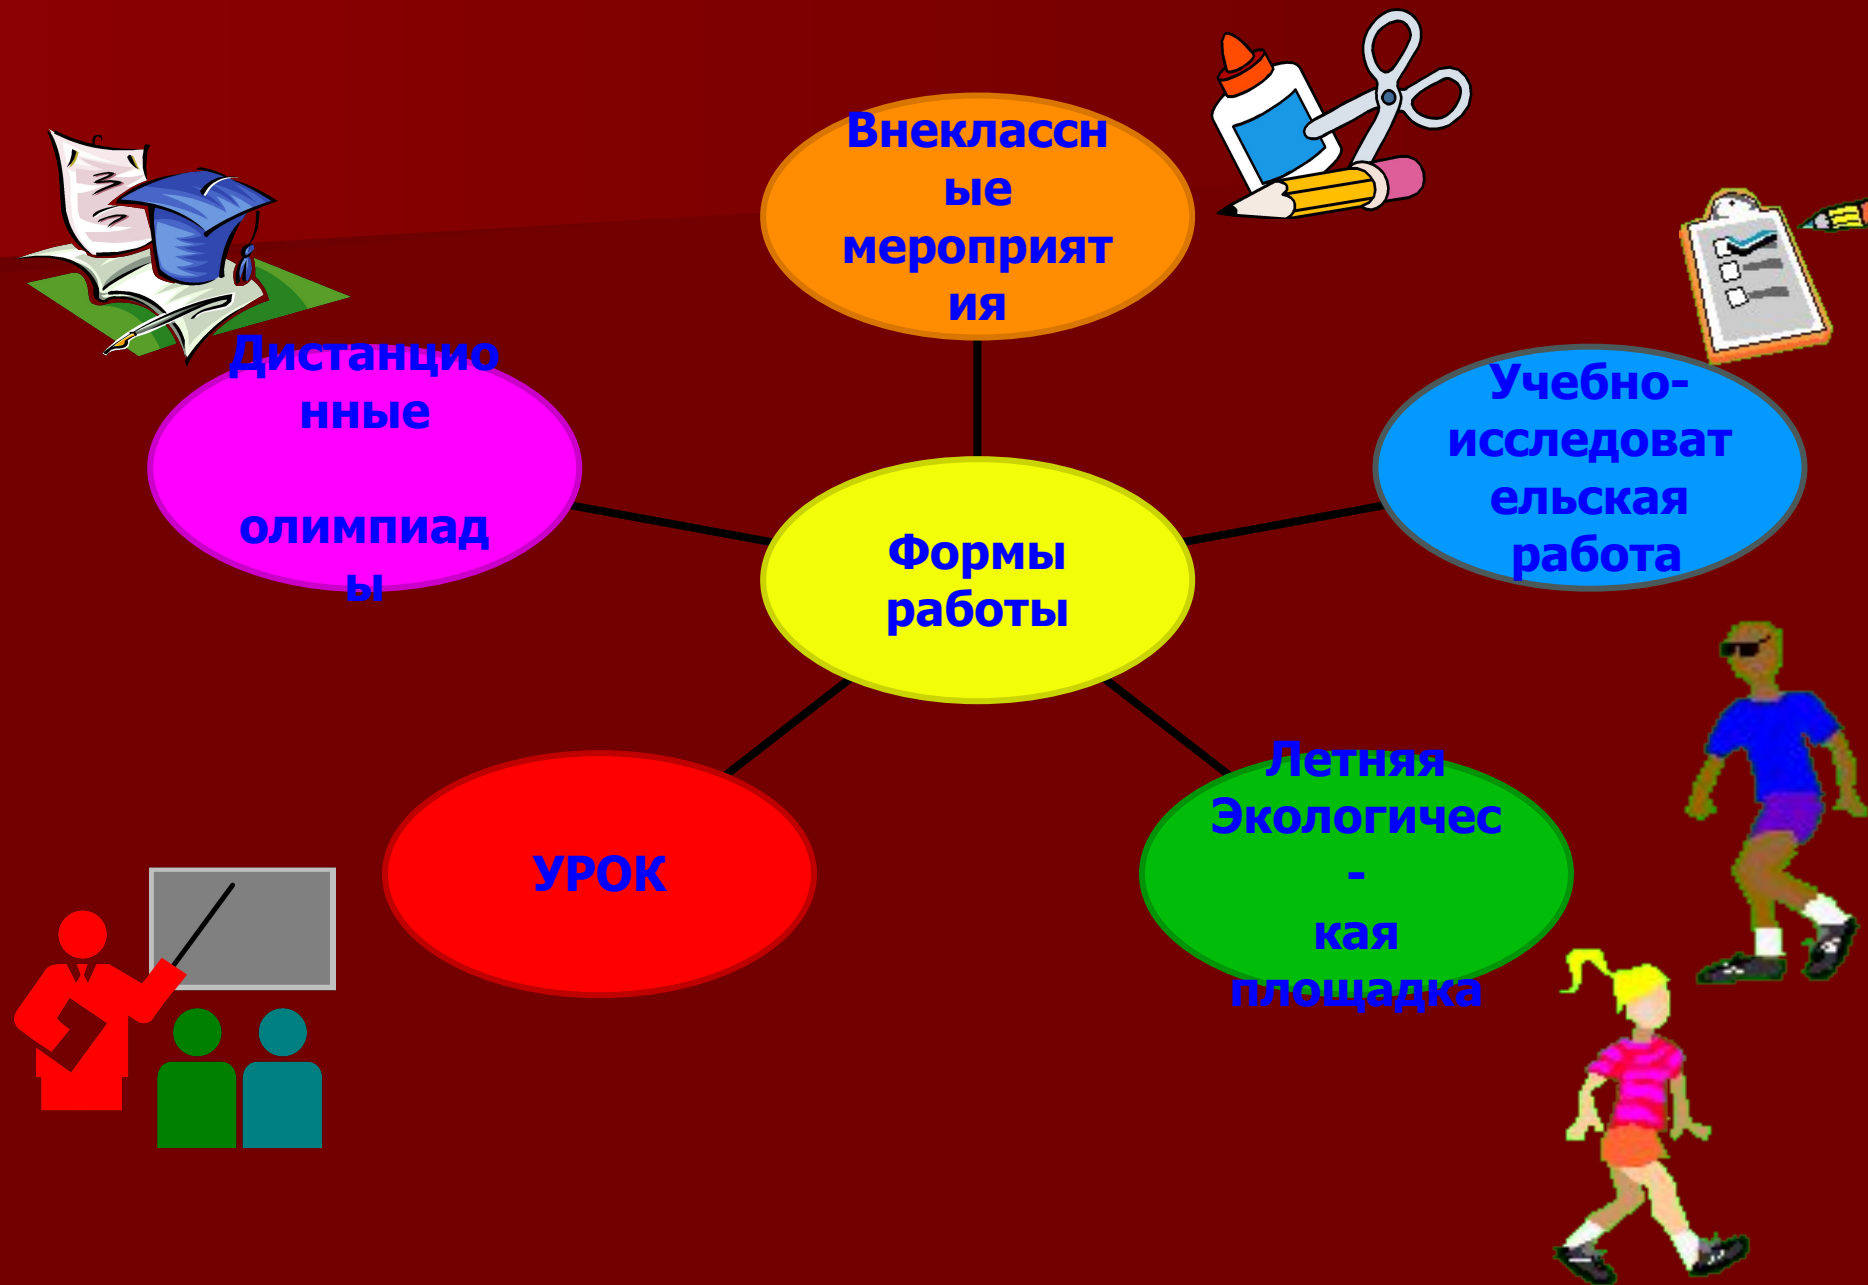 Внеклассн
ые
мероприят
ия
Дистанцио
нные
олимпиад
ы
Учебно-
исследоват
ельская
работа
Формы
работы
УРОК
Летняя
Экологичес
-
кая
площадка